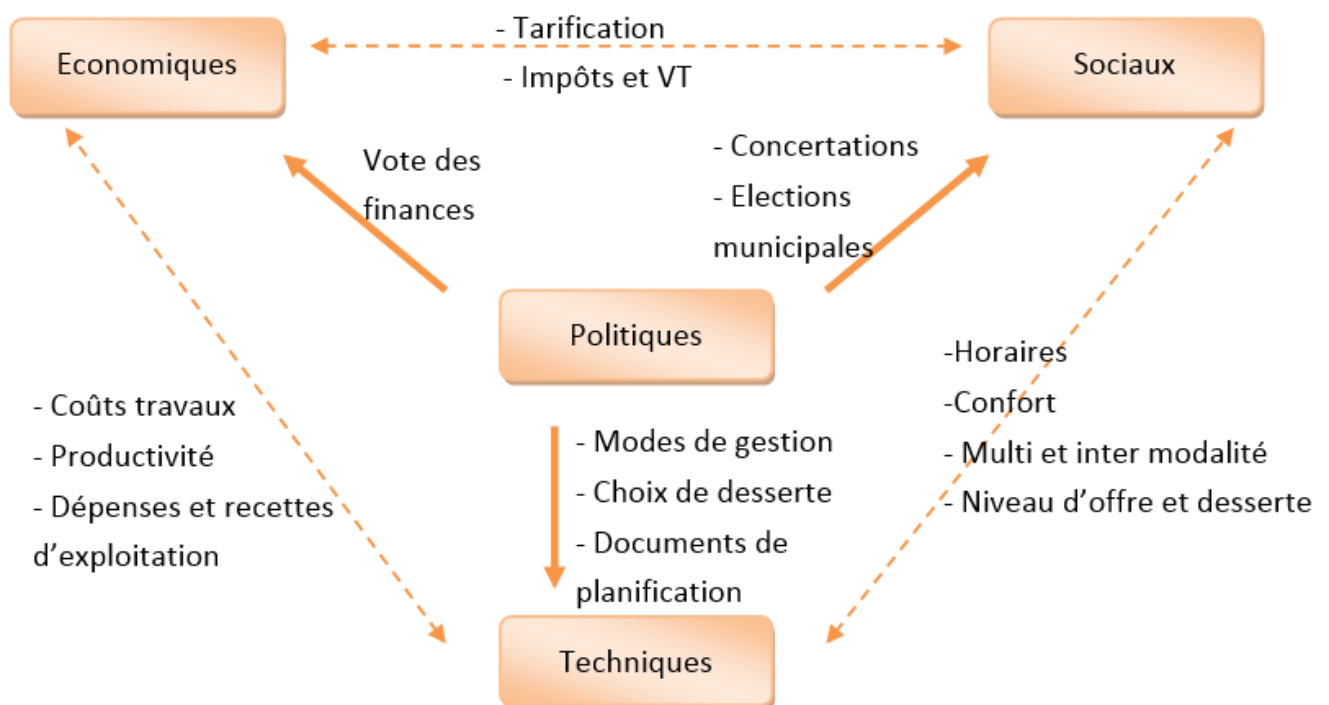 Economiques
- Tarification
- Impôts et VT
Sociaux
Vote des
finances
- Concertations
- Elections
municipales
Politiques
- Coûts travaux
- Productivité
- Dépenses et recettes
d’exploitation
- Modes de gestion
- Choix de desserte
- Documents de
planification
-Horaires
-Confort
- Multi et inter modalité
- Niveau d’offre et desserte
Techniques